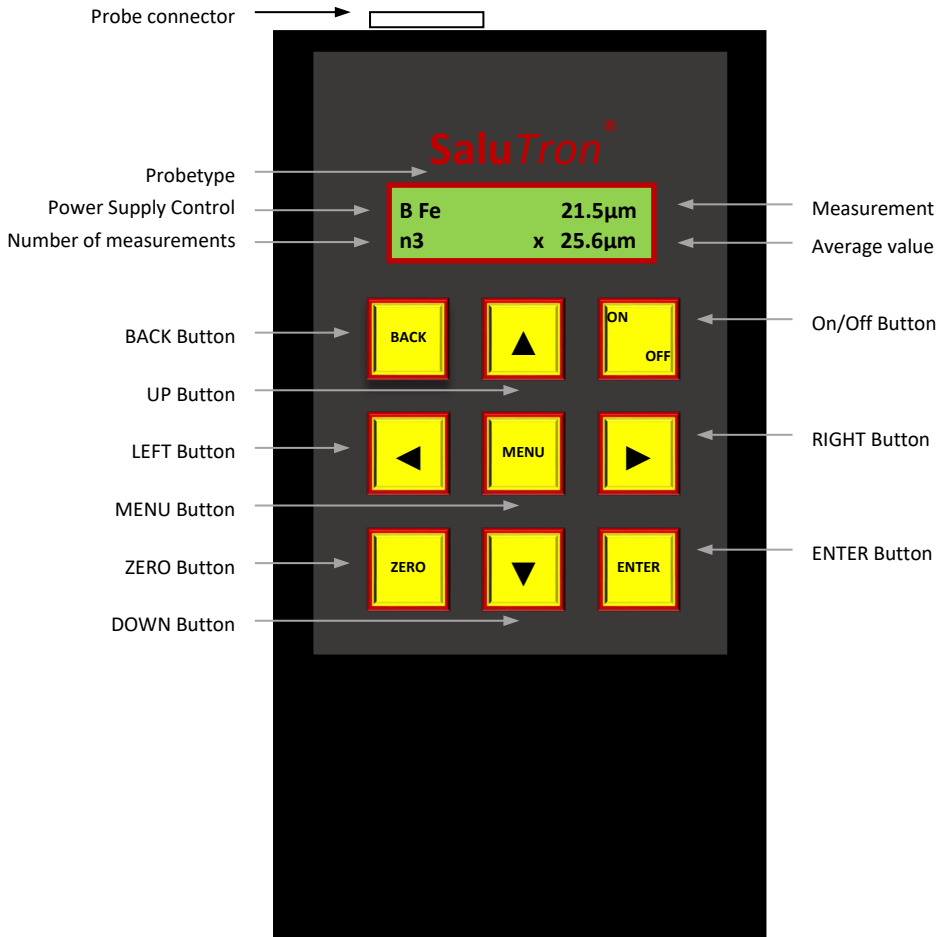 Probe connector
SaluTron®
Probetype
Power Supply Control
Number of measurements
B Fe 21.5µm
n3 x 25.6µm
Measurement
Average value
BACK Button
BACK
▲
ON
OFF
On/Off Button
UP Button
LEFT Button
◄
MENU
►
RIGHT Button
MENU Button
ZERO Button
ZERO
▼
ENTER
ENTER Button
DOWN Button